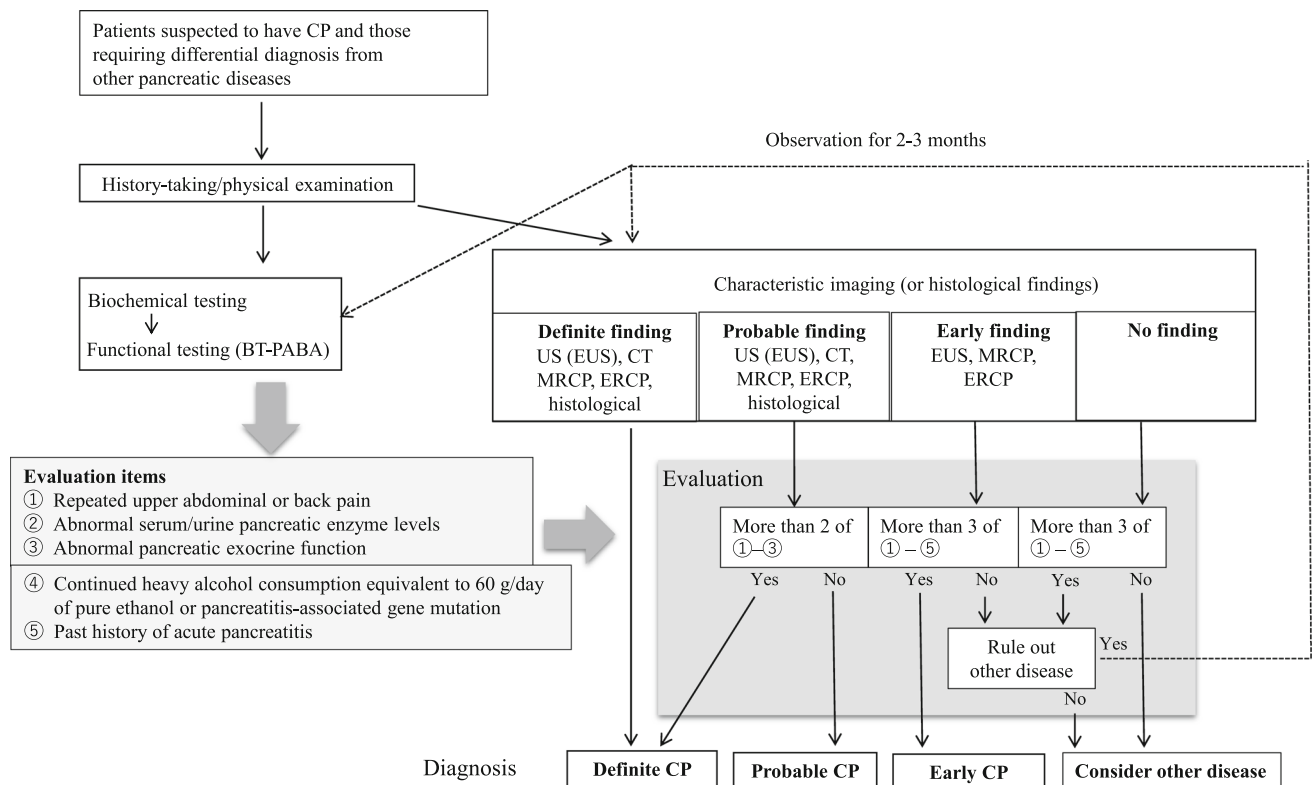 Patients suspected to have CP and those
requiring differential diagnosis from
other pancreatic diseases
Observation for 2-3 months
History-taking/physical examination
Biochemical testing
Functional testing (BT-PABA)
Characteristic imaging (or histological findings)
Definite finding
US (EUS), CT
MRCP, ERCP,
histological
Probable finding
US (EUS), CT,
MRCP, ERCP,
histological
Early finding
EUS, MRCP,
ERCP
No finding
Evaluation items
① Repeated upper abdominal or back pain
② Abnormal serum/urine pancreatic enzyme levels
③ Abnormal pancreatic exocrine function
④ Continued heavy alcohol consumption equivalent to 60 g/day
of pure ethanol or pancreatitis-associated gene mutation
⑤ Past history of acute pancreatitis
Evaluation
More than 2 of
①–③
More than 3 of
① – ⑤
More than 3 of
① – ⑤
Yes
No
Yes
No
Yes
No
Rule out
other disease
Yes
No
Diagnosis
Definite CP
Probable CP
Early CP
Consider other disease